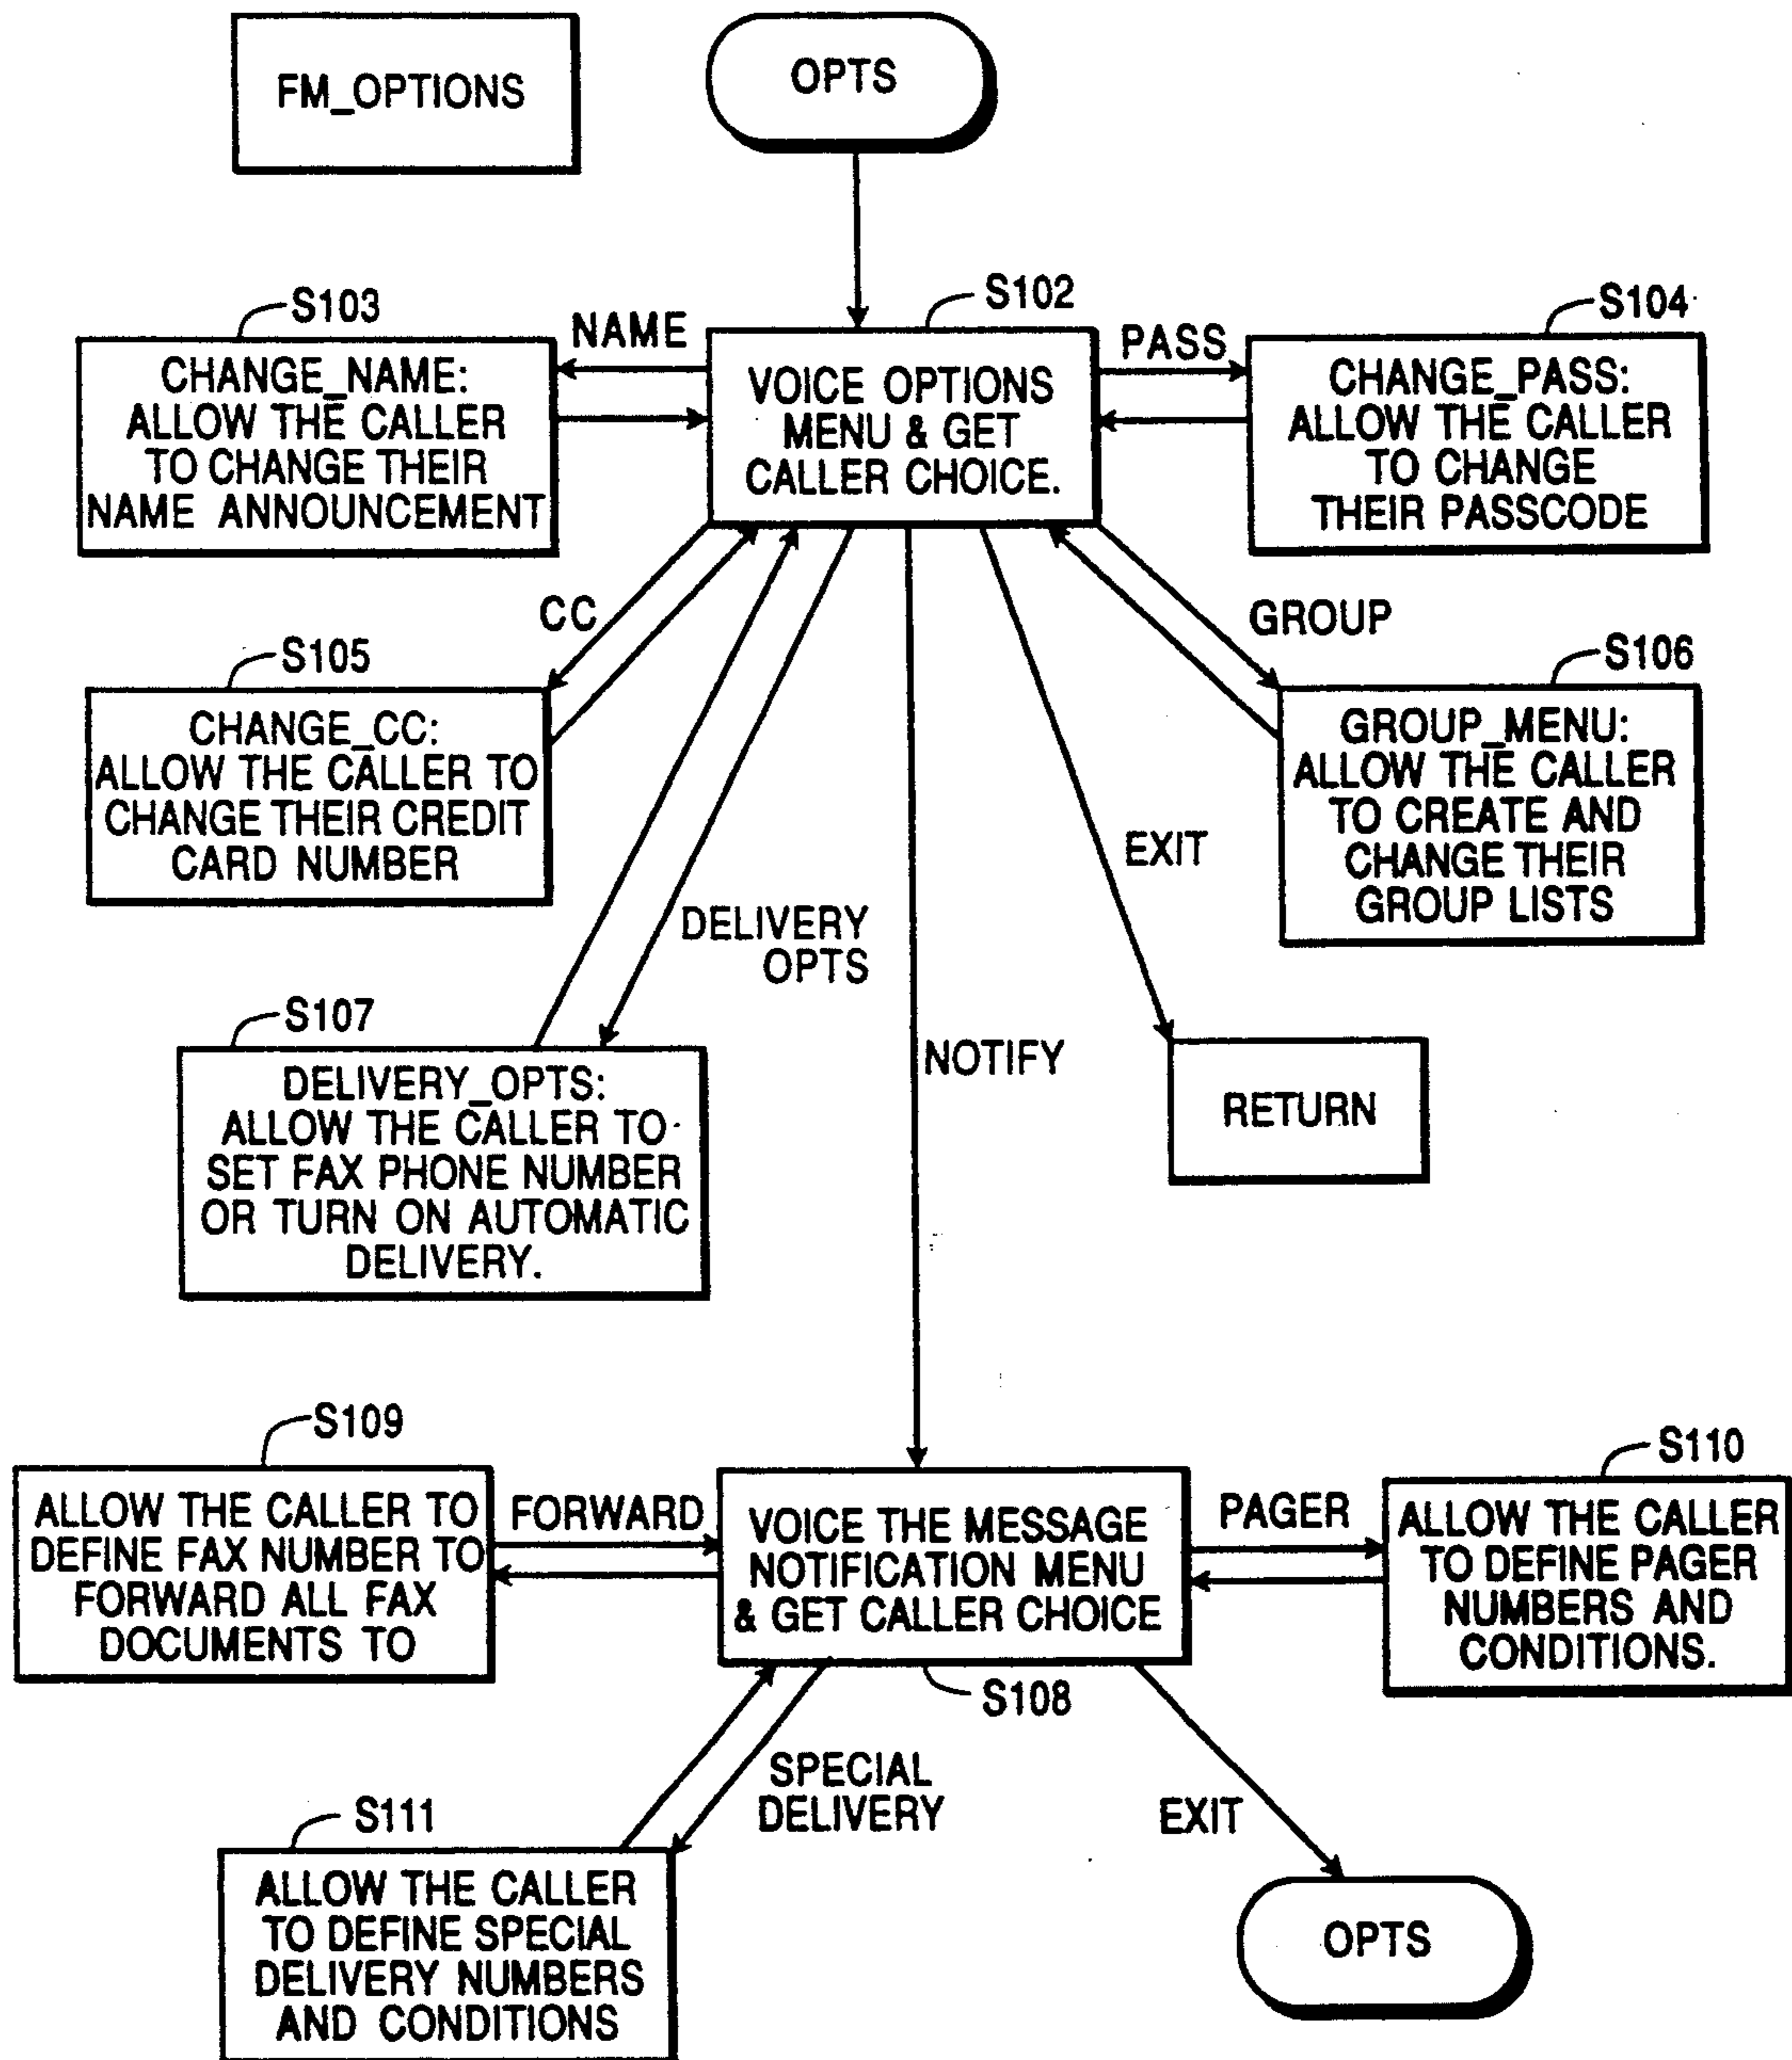 FM_OPTIONS
OPTS
S103
NAME
S102
PASS
S104
CHANGE_NAME:
ALLOW THE CALLER
TO CHANGE THEIR
NAME ANNOUNCEMENT
VOICE OPTIONS
MENU & GET
CALLER CHOICE.
CHANGE_PASS:
ALLOW THE CALLER
TO CHANGE
THEIR PASSCODE
CC
GROUP
S105
S106
CHANGE_CC:
ALLOW THE CALLER TO
CHANGE THEIR CREDIT
CARD NUMBER
GROUP_MENU:
ALLOW THE CALLER
TO CREATE AND
CHANGE THEIR
GROUP LISTS
EXIT
DELIVERY
OPTS
S107
NOTIFY
DELIVERY_OPTS:
ALLOW THE CALLER TO
SET FAX PHONE NUMBER
OR TURN ON AUTOMATIC
DELIVERY.
RETURN
S109
S110
ALLOW THE CALLER TO
DEFINE FAX NUMBER TO
FORWARD ALL FAX
DOCUMENTS TO
FORWARD
VOICE THE MESSAGE
NOTIFICATION MENU
& GET CALLER CHOICE
PAGER
ALLOW THE CALLER
TO DEFINE PAGER
NUMBERS AND
CONDITIONS.
S108
SPECIAL
DELIVERY
EXIT
S111
ALLOW THE CALLER
TO DEFINE SPECIAL
DELIVERY NUMBERS
AND CONDITIONS
OPTS